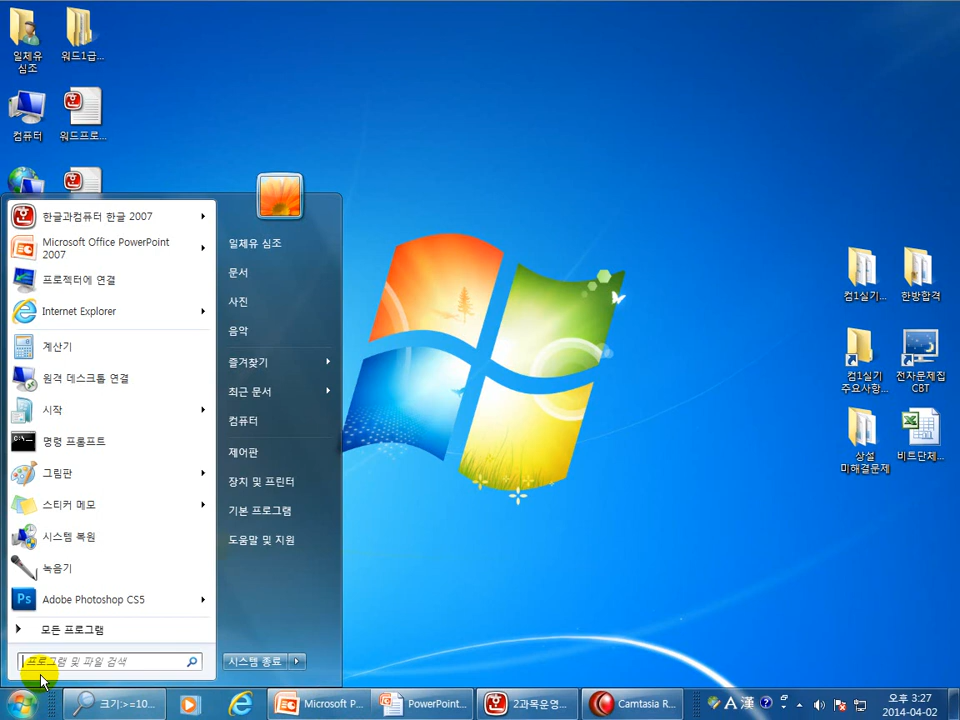 일체유
심조
워드1급...
컴퓨터
워드프로...
한글과컴퓨터 한글 2007
Microsoft Office PowerPoint
2007
프로젝터에 연결
Internet Explorer
계산기
원격 데스크톱 연결
시작
명령 프롬프트
그림판
스티커 메모
시스템 복원
녹음기
Ps
Adobe Photoshop CS5
모든 프로그램
프로그램 및 파일 검색
일체유 심조
문서
사진
음악
즐겨찾기
최근 문서
컴퓨터
제어판
장치 및 프린터
기본 프로그램
도움말 및 지원
시스템 종료
컴1실기...
한방합격
컴1실기
주요사항...
전자문제집
CBT
상설
미해결문제
비트단체...
크기:>=10...
Microsoft P...
PowerPoint...
2과목운영...
Camtasia R...
A 漢
오후 3:27
2014-04-02